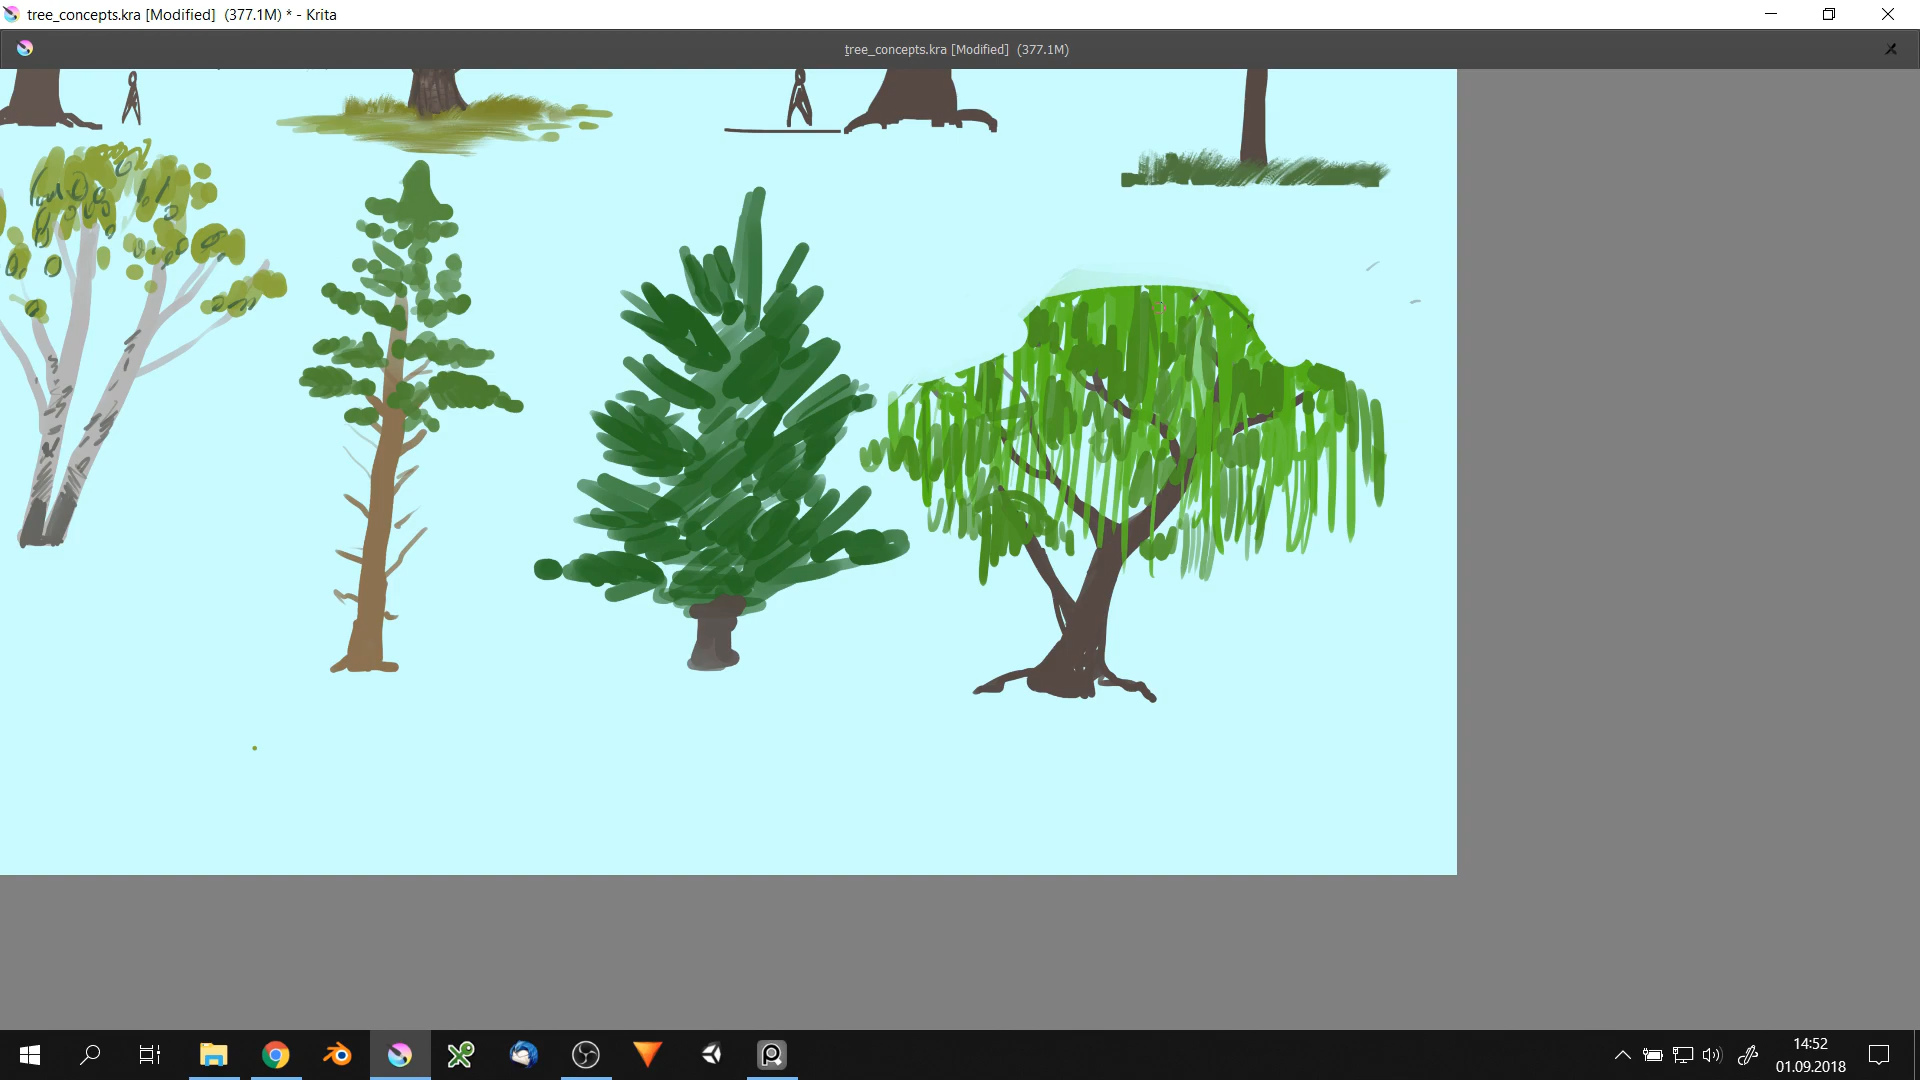 tree_concepts.kra [Modified]  (377.1M) * - Krita
tree_concepts.kra [Modified]  (377.1M)
14:52
01.09.2018